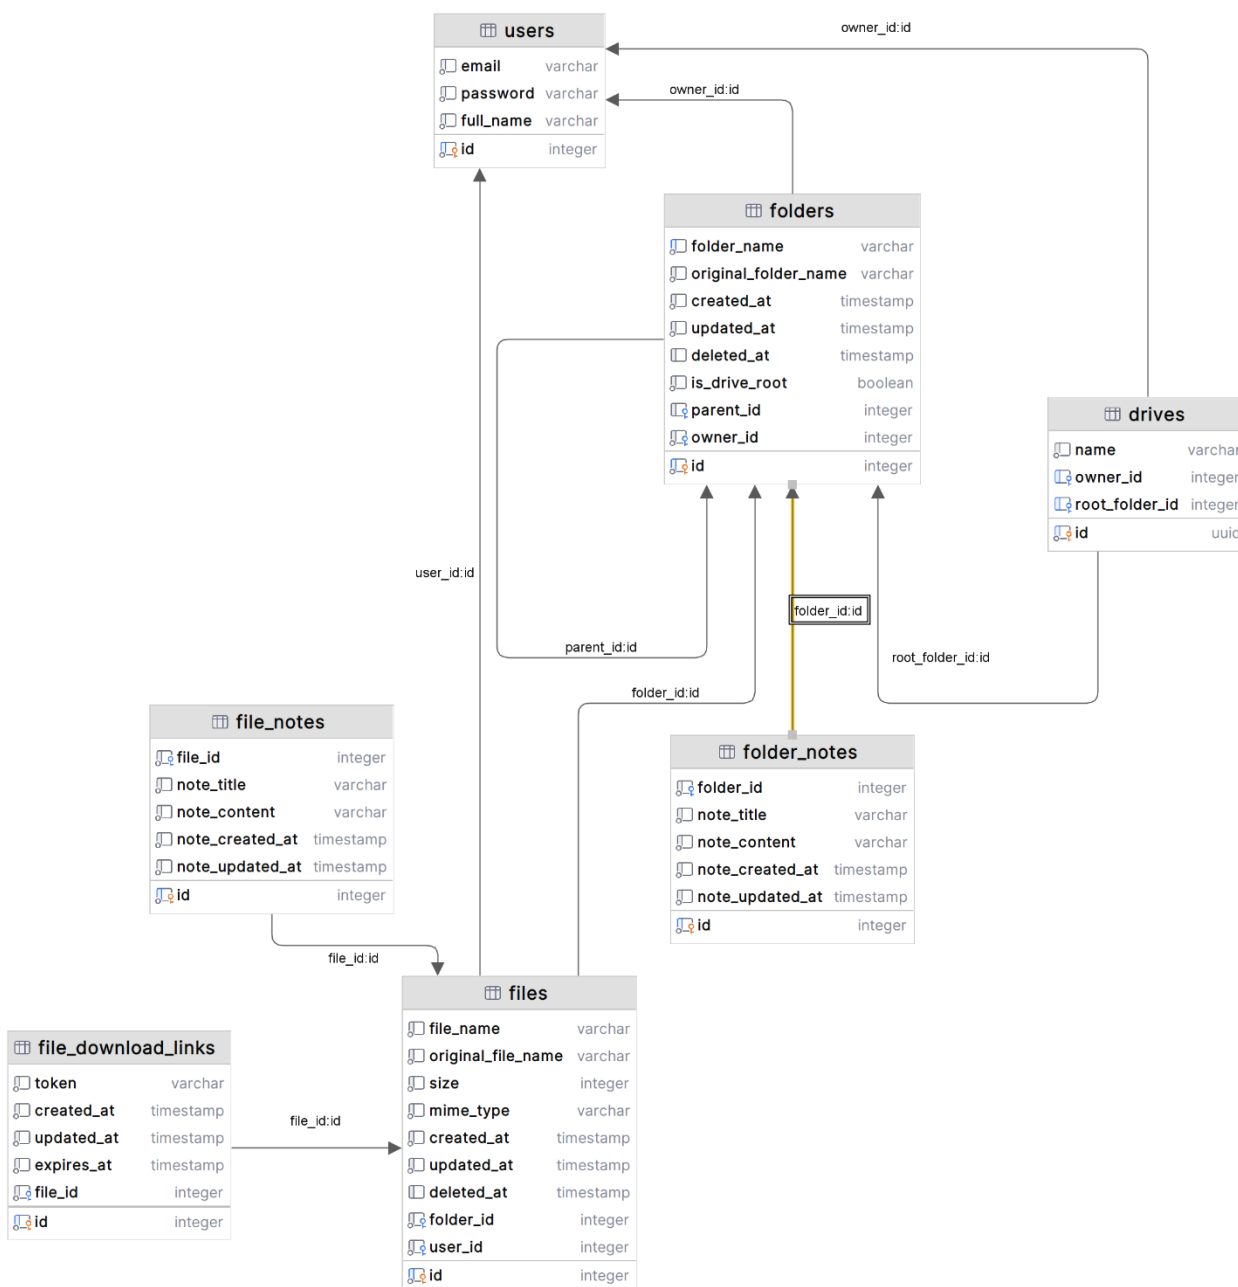 users
email varchar
password varchar
full_name varchar
id integer
owner_id:id
owner_id:id
folders
folder_name varchar
original_folder_name varchar
created_at timestamp
updated_at timestamp
deleted_at timestamp
is_drive_root boolean
parent_id integer
owner_id integer
id integer
drives
name varchar
owner_id integer
root_folder_id integer
id uuid
user_id:id
folder_id:id
parent_id:id
root_folder_id:id
folder_id:id
file_notes
file_id integer
note_title varchar
note_content varchar
note_created_at timestamp
note_updated_at timestamp
id integer
folder_notes
folder_id integer
note_title varchar
note_content varchar
note_created_at timestamp
note_updated_at timestamp
id integer
file_id:id
files
file_name varchar
original_file_name varchar
size integer
mime_type varchar
created_at timestamp
updated_at timestamp
deleted_at timestamp
folder_id integer
user_id integer
id integer
file_download_links
token varchar
created_at timestamp
updated_at timestamp
expires_at timestamp
file_id integer
id integer
file_id:id